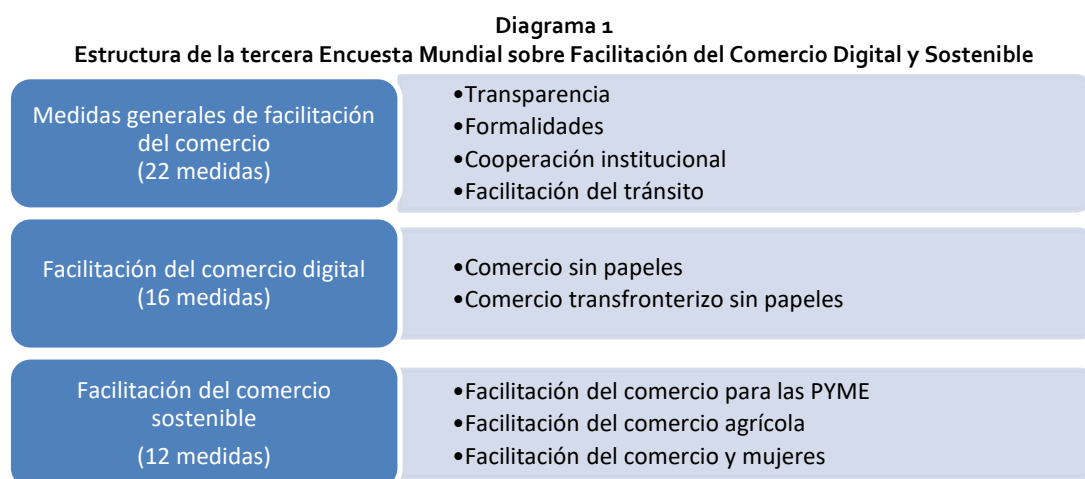 Diagrama 1
Estructura de la tercera Encuesta Mundial sobre Facilitación del Comercio Digital y Sostenible
Medidas generales de facilitación
del comercio
(22 medidas)
•Transparencia
•Formalidades
•Cooperación institucional
•Facilitación del tránsito
Facilitación del comercio digital
(16 medidas)
•Comercio sin papeles
•Comercio transfronterizo sin papeles
Facilitación del comercio
sostenible
(12 medidas)
•Facilitación del comercio para las PYME
•Facilitación del comercio agrícola
•Facilitación del comercio y mujeres